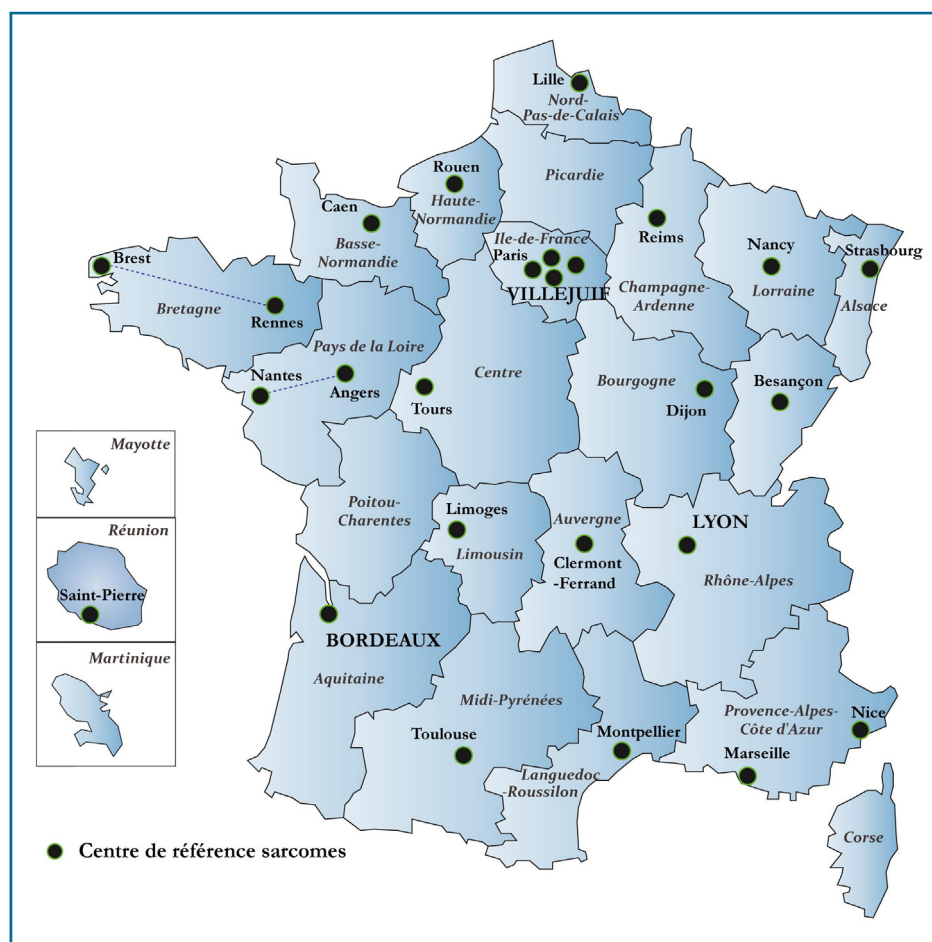 Lille
Nord-
Pas-de-Calais
Rouen
Haute-
Normandie
Picardie
Caen
Basse-
Normandie
Ile-de-France
Paris
VILLEJUIF
Reims
Champagne-
Ardenne
Nancy
Lorraine
Strasbourg
Alsace
Brest
Bretagne
Rennes
Pays de la Loire
Nantes
Angers
Centre
Tours
Bourgogne
Dijon
Besançon
Mayotte
Réunion
Saint-Pierre
Martinique
Poitou-
Charentes
Limoges
Limousin
Auvergne
Clermont
-Ferrand
LYON
Rhône-Alpes
BORDEAUX
Aquitaine
Midi-Pyrénées
Toulouse
Montpellier
Languedoc
-Roussilon
Provence-Alpes-
Côte d'Azur
Nice
Marseille
Corse
Centre de référence sarcomes